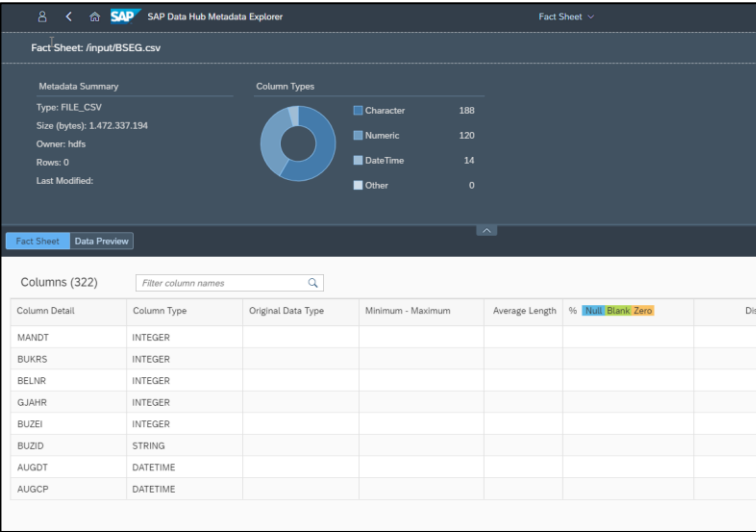 SAP SAP Data Hub Metadata Explorer Fact Sheet
Fact Sheet: /input/BSEG.csv
Metadata Summary
Type: FILE_CSV
Size (bytes): 1.472.337.194
Owner: hdfs
Rows: 0
Last Modified:
Column Types
Character 188
Numeric 120
DateTime 14
Other 0
Fact Sheet Data Preview
Columns (322) Filter column names
Column Detail Column Type Original Data Type Minimum - Maximum Average Length % Null Blank Zero Dis
MANDT INTEGER
BUKRS INTEGER
BELNR INTEGER
GJAHR INTEGER
BUZEI INTEGER
BUZID STRING
AUGDT DATETIME
AUGCP DATETIME